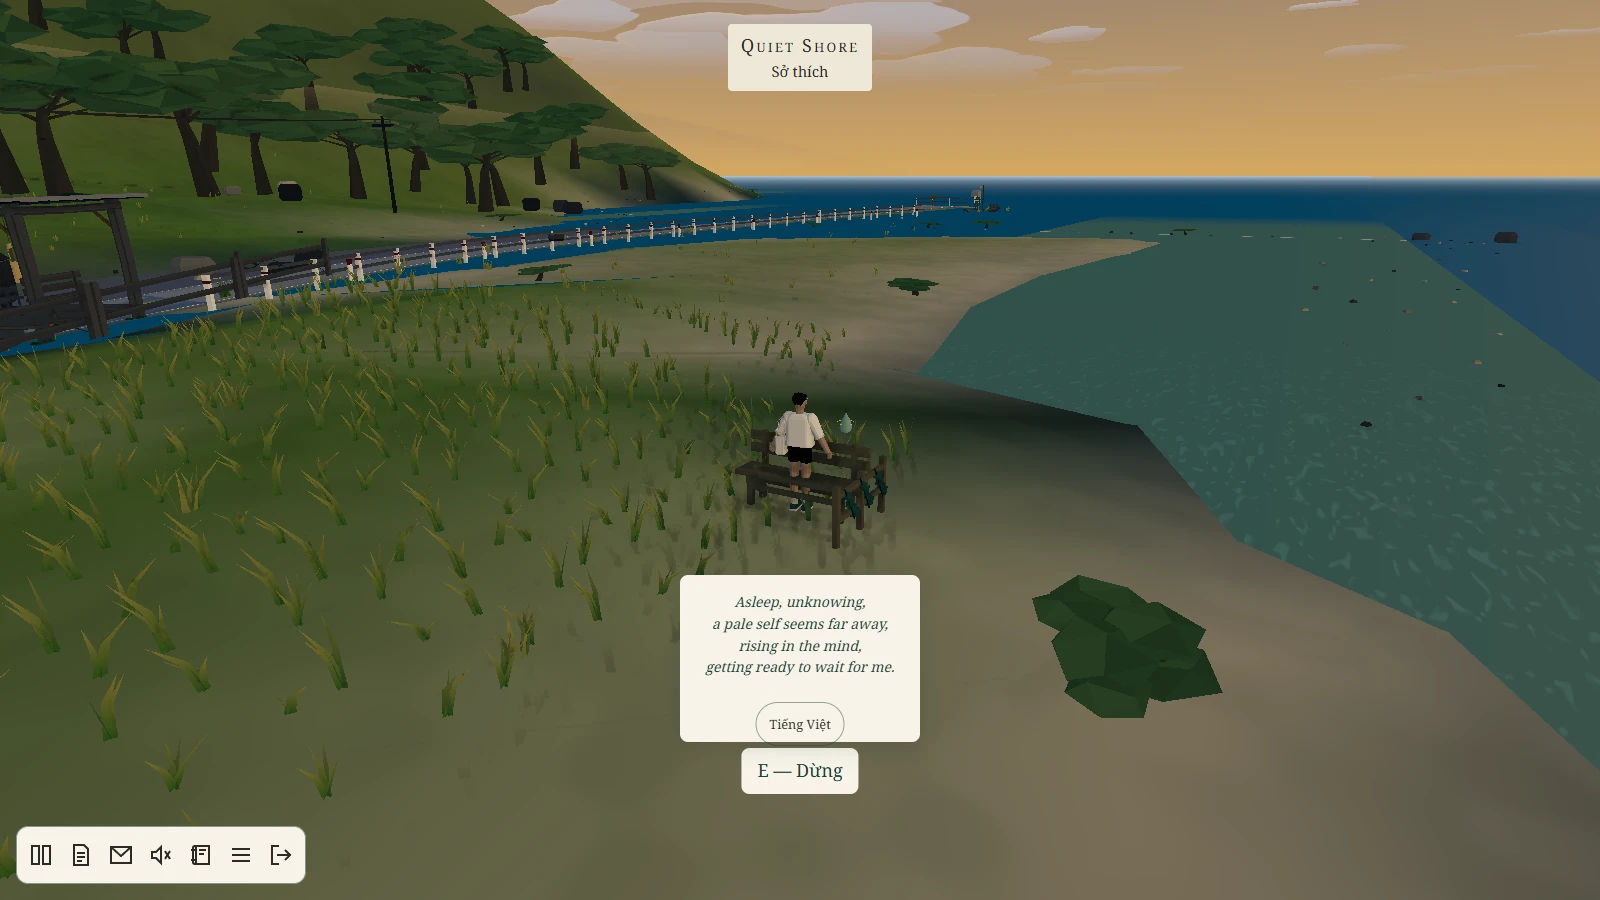 Quiet Shore
Sở thích
Asleep, unknowing,
a pale self seems far away,
rising in the mind,
getting ready to wait for me.
Tiếng Việt
E — Dừng